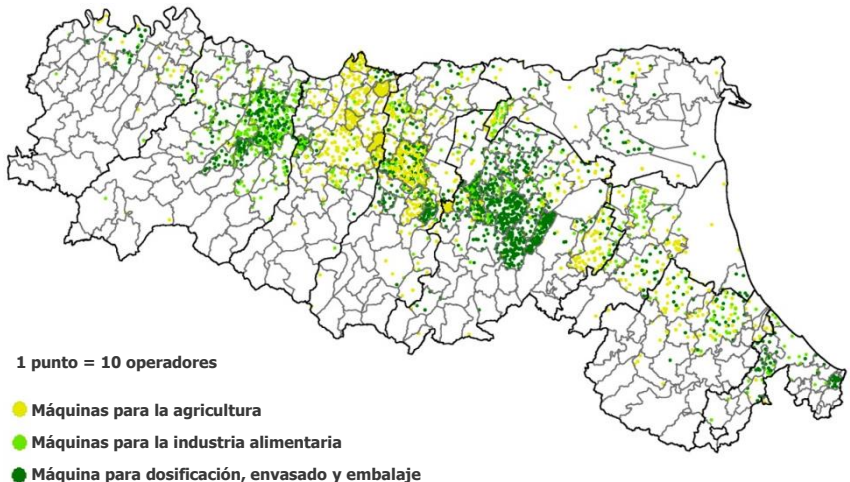 1 punto = 10 operadores
Máquinas para la agricultura
Máquinas para la industria alimentaria
Máquina para dosificación, envasado y embalaje